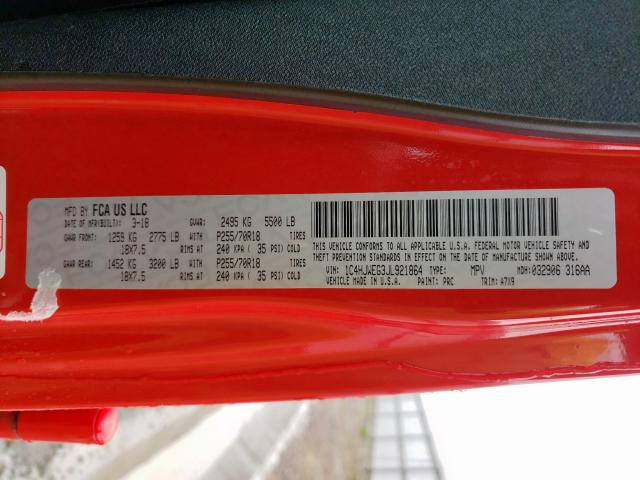 MFD BY FCA US LLC
DATE OF MFR(BUILT): 3-18 GVWR: 2495 KG 5500 LB
GAWR FRONT: 1259 KG 2775 LB WITH P255/70R18 TIRES
18X7.5 RIMS AT 240 KPA ( 35 PSI) COLD
GAWR REAR: 1452 KG 3200 LB WITH P255/70R18 TIRES
18X7.5 RIMS AT 240 KPA ( 35 PSI) COLD
THIS VEHICLE CONFORMS TO ALL APPLICABLE U.S.A. FEDERAL MOTOR VEHICLE SAFETY AND
THEFT PREVENTION STANDARDS IN EFFECT ON THE DATE OF MANUFACTURE SHOWN ABOVE.
VIN: 1C4HJWEG3JL921864 TYPE: MPV MDH: 032906 316AA
VEHICLE MADE IN U.S.A. PAINT: PRC TRIM: A7X9